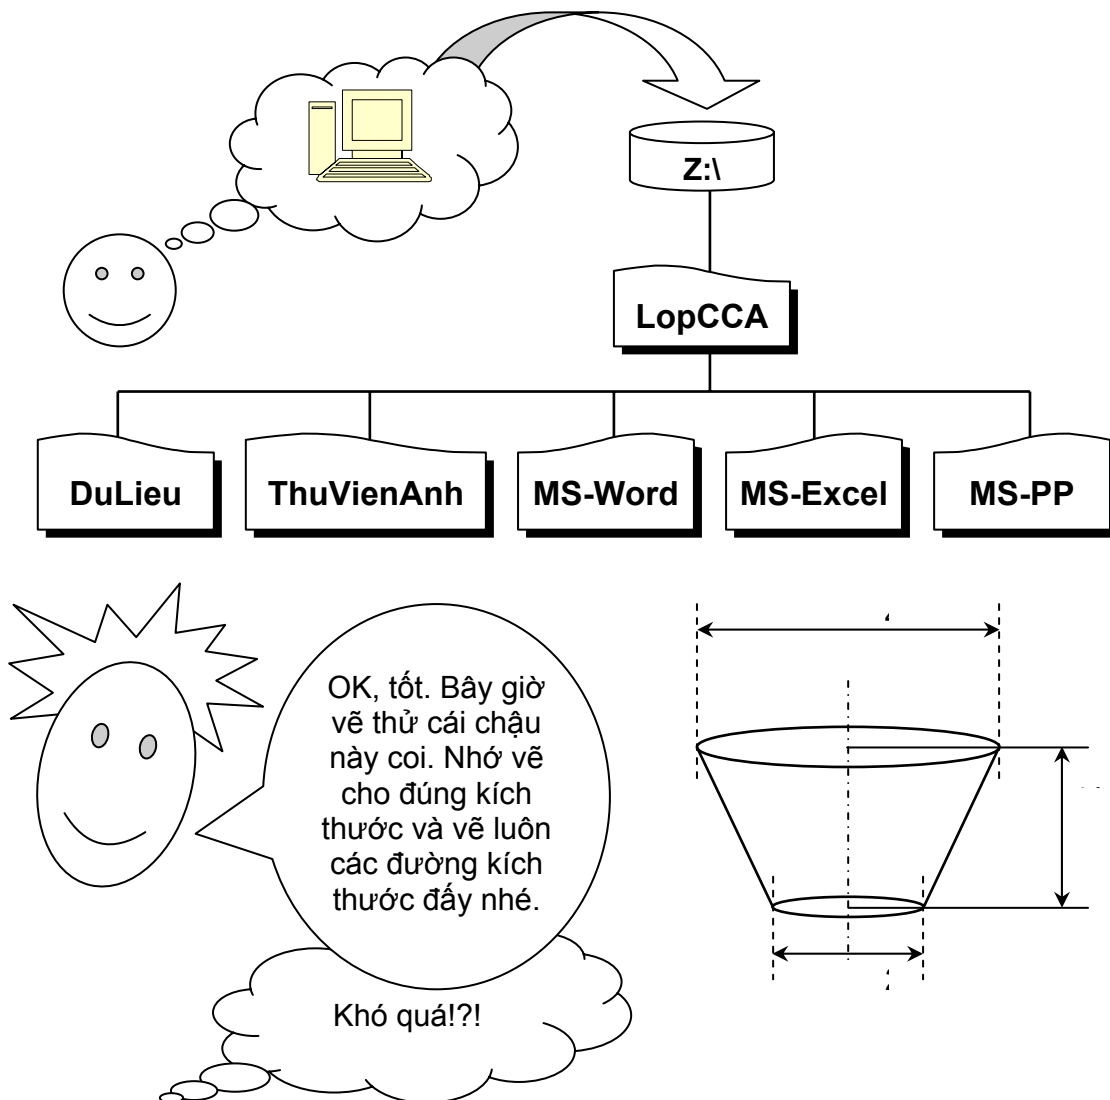 Z:\
LopCCA
DuLieu
ThuVienAnh
MS-Word
MS-Excel
MS-PP
OK, tốt. Bây giờ
vẽ thử cái chậu
này coi. Nhớ vẽ
cho đúng kích
thước và vẽ luôn
các đường kích
thước đấy nhé.
Khó quá!?!